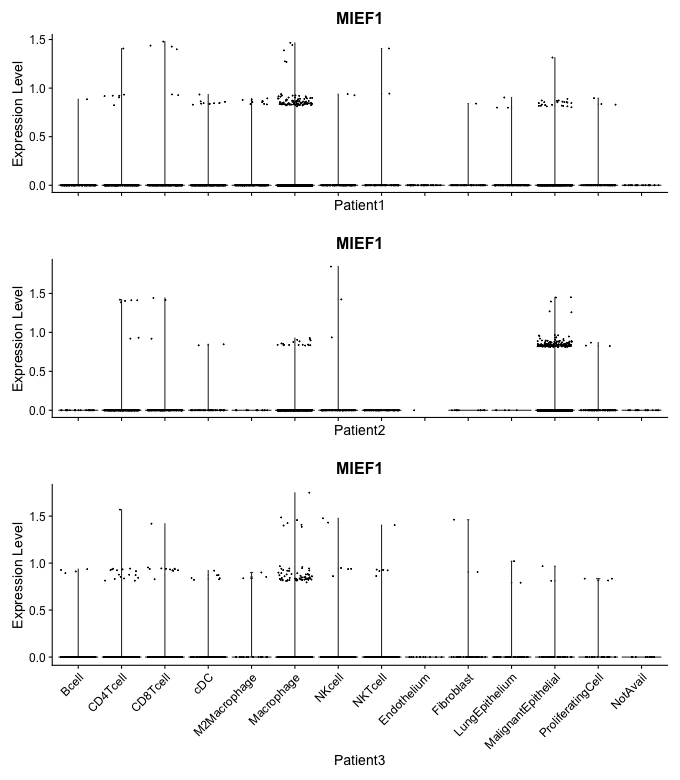 MIEF1
1.5
1.0
0.5
0.0
Expression Level
Patient1
MIEF1
1.5
1.0
0.5
0.0
Expression Level
Patient2
MIEF1
1.5
1.0
0.5
0.0
Expression Level
Bcell
CD4Tcell
CD8Tcell
cDC
M2Macrophage
Macrophage
NKcell
NKTcell
Endothelium
Fibroblast
LungEpithelium
MalignantEpithelial
ProliferatingCell
NotAvail
Patient3